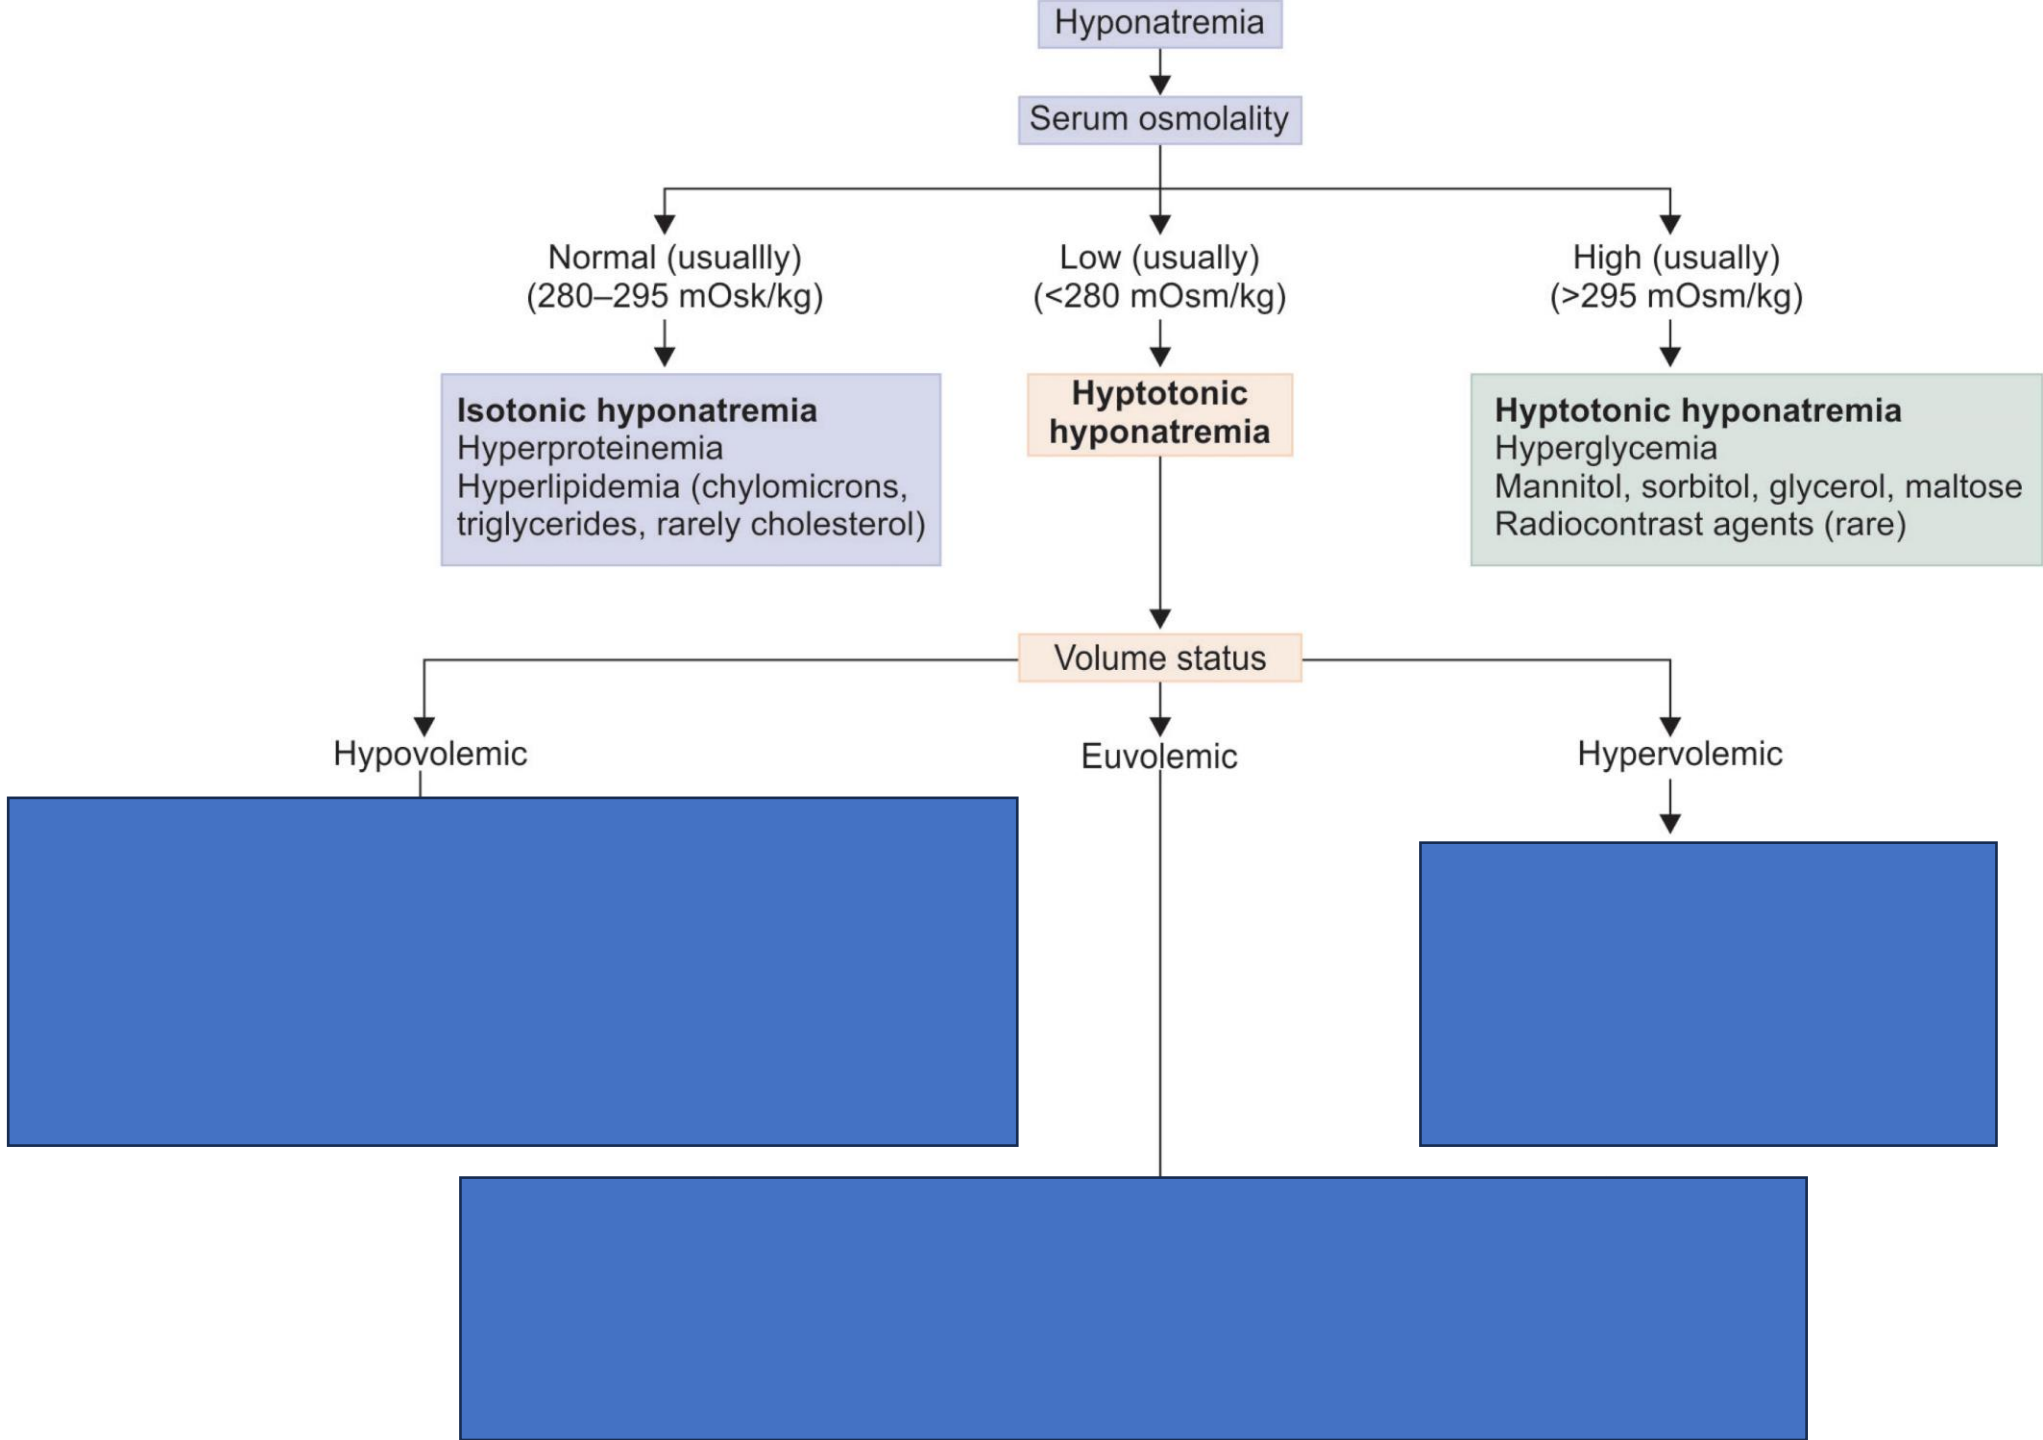 Hyponatremia
Serum osmolality
Normal (usuallly)
(280–295 mOsk/kg)
Low (usually)
(<280 mOsm/kg)
High (usually)
(>295 mOsm/kg)
Isotonic hyponatremia
Hyperproteinemia
Hyperlipidemia (chylomicrons,
triglycerides, rarely cholesterol)
Hyptotonic
hyponatremia
Hyptotonic hyponatremia
Hyperglycemia
Mannitol, sorbitol, glycerol, maltose
Radiocontrast agents (rare)
Volume status
Hypovolemic
Euvolemic
Hypervolemic